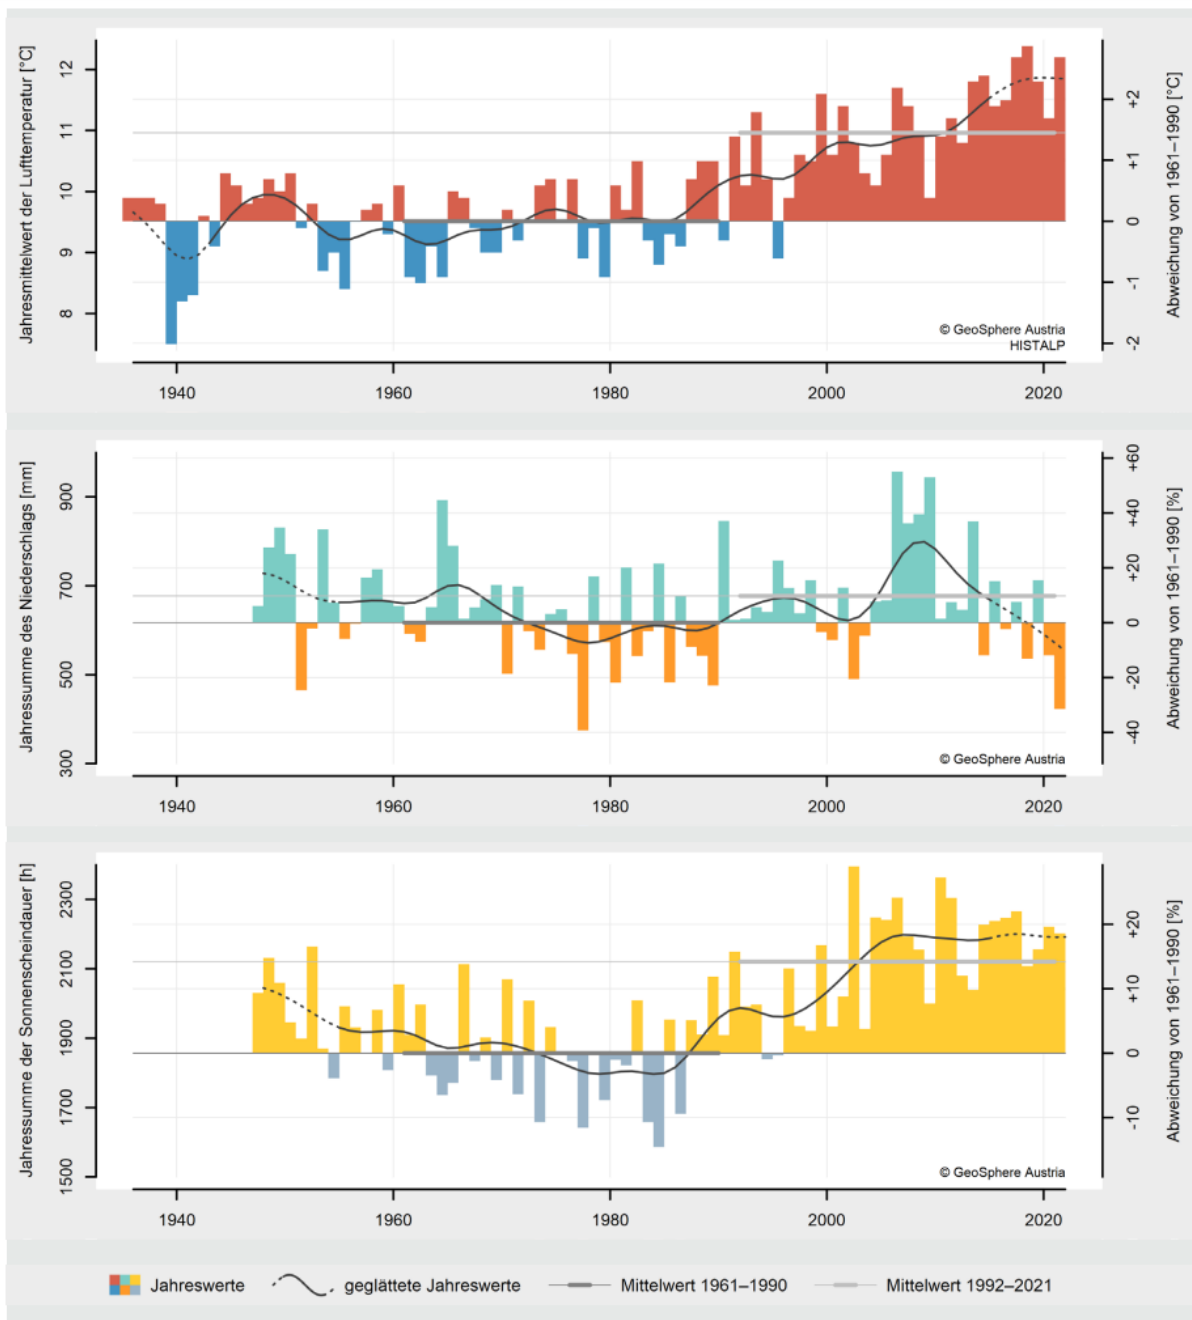 Jahresmittelwert der Lufttemperatur [°C]
12
11
10
9
8
+2
+1
0
-1
-2
Abweichung von 1961–1990 [°C]
© GeoSphere Austria
HISTALP
1940 1960 1980 2000 2020
Jahressumme des Niederschlags [mm]
900
700
500
300
+60
+40
+20
0
-20
-40
Abweichung von 1961–1990 [%]
© GeoSphere Austria
1940 1960 1980 2000 2020
Jahressumme der Sonnenscheindauer [h]
2300
2100
1900
1700
1500
+20
+10
0
-10
Abweichung von 1961–1990 [%]
© GeoSphere Austria
1940 1960 1980 2000 2020
Jahreswerte geglättete Jahreswerte Mittelwert 1961–1990 Mittelwert 1992–2021